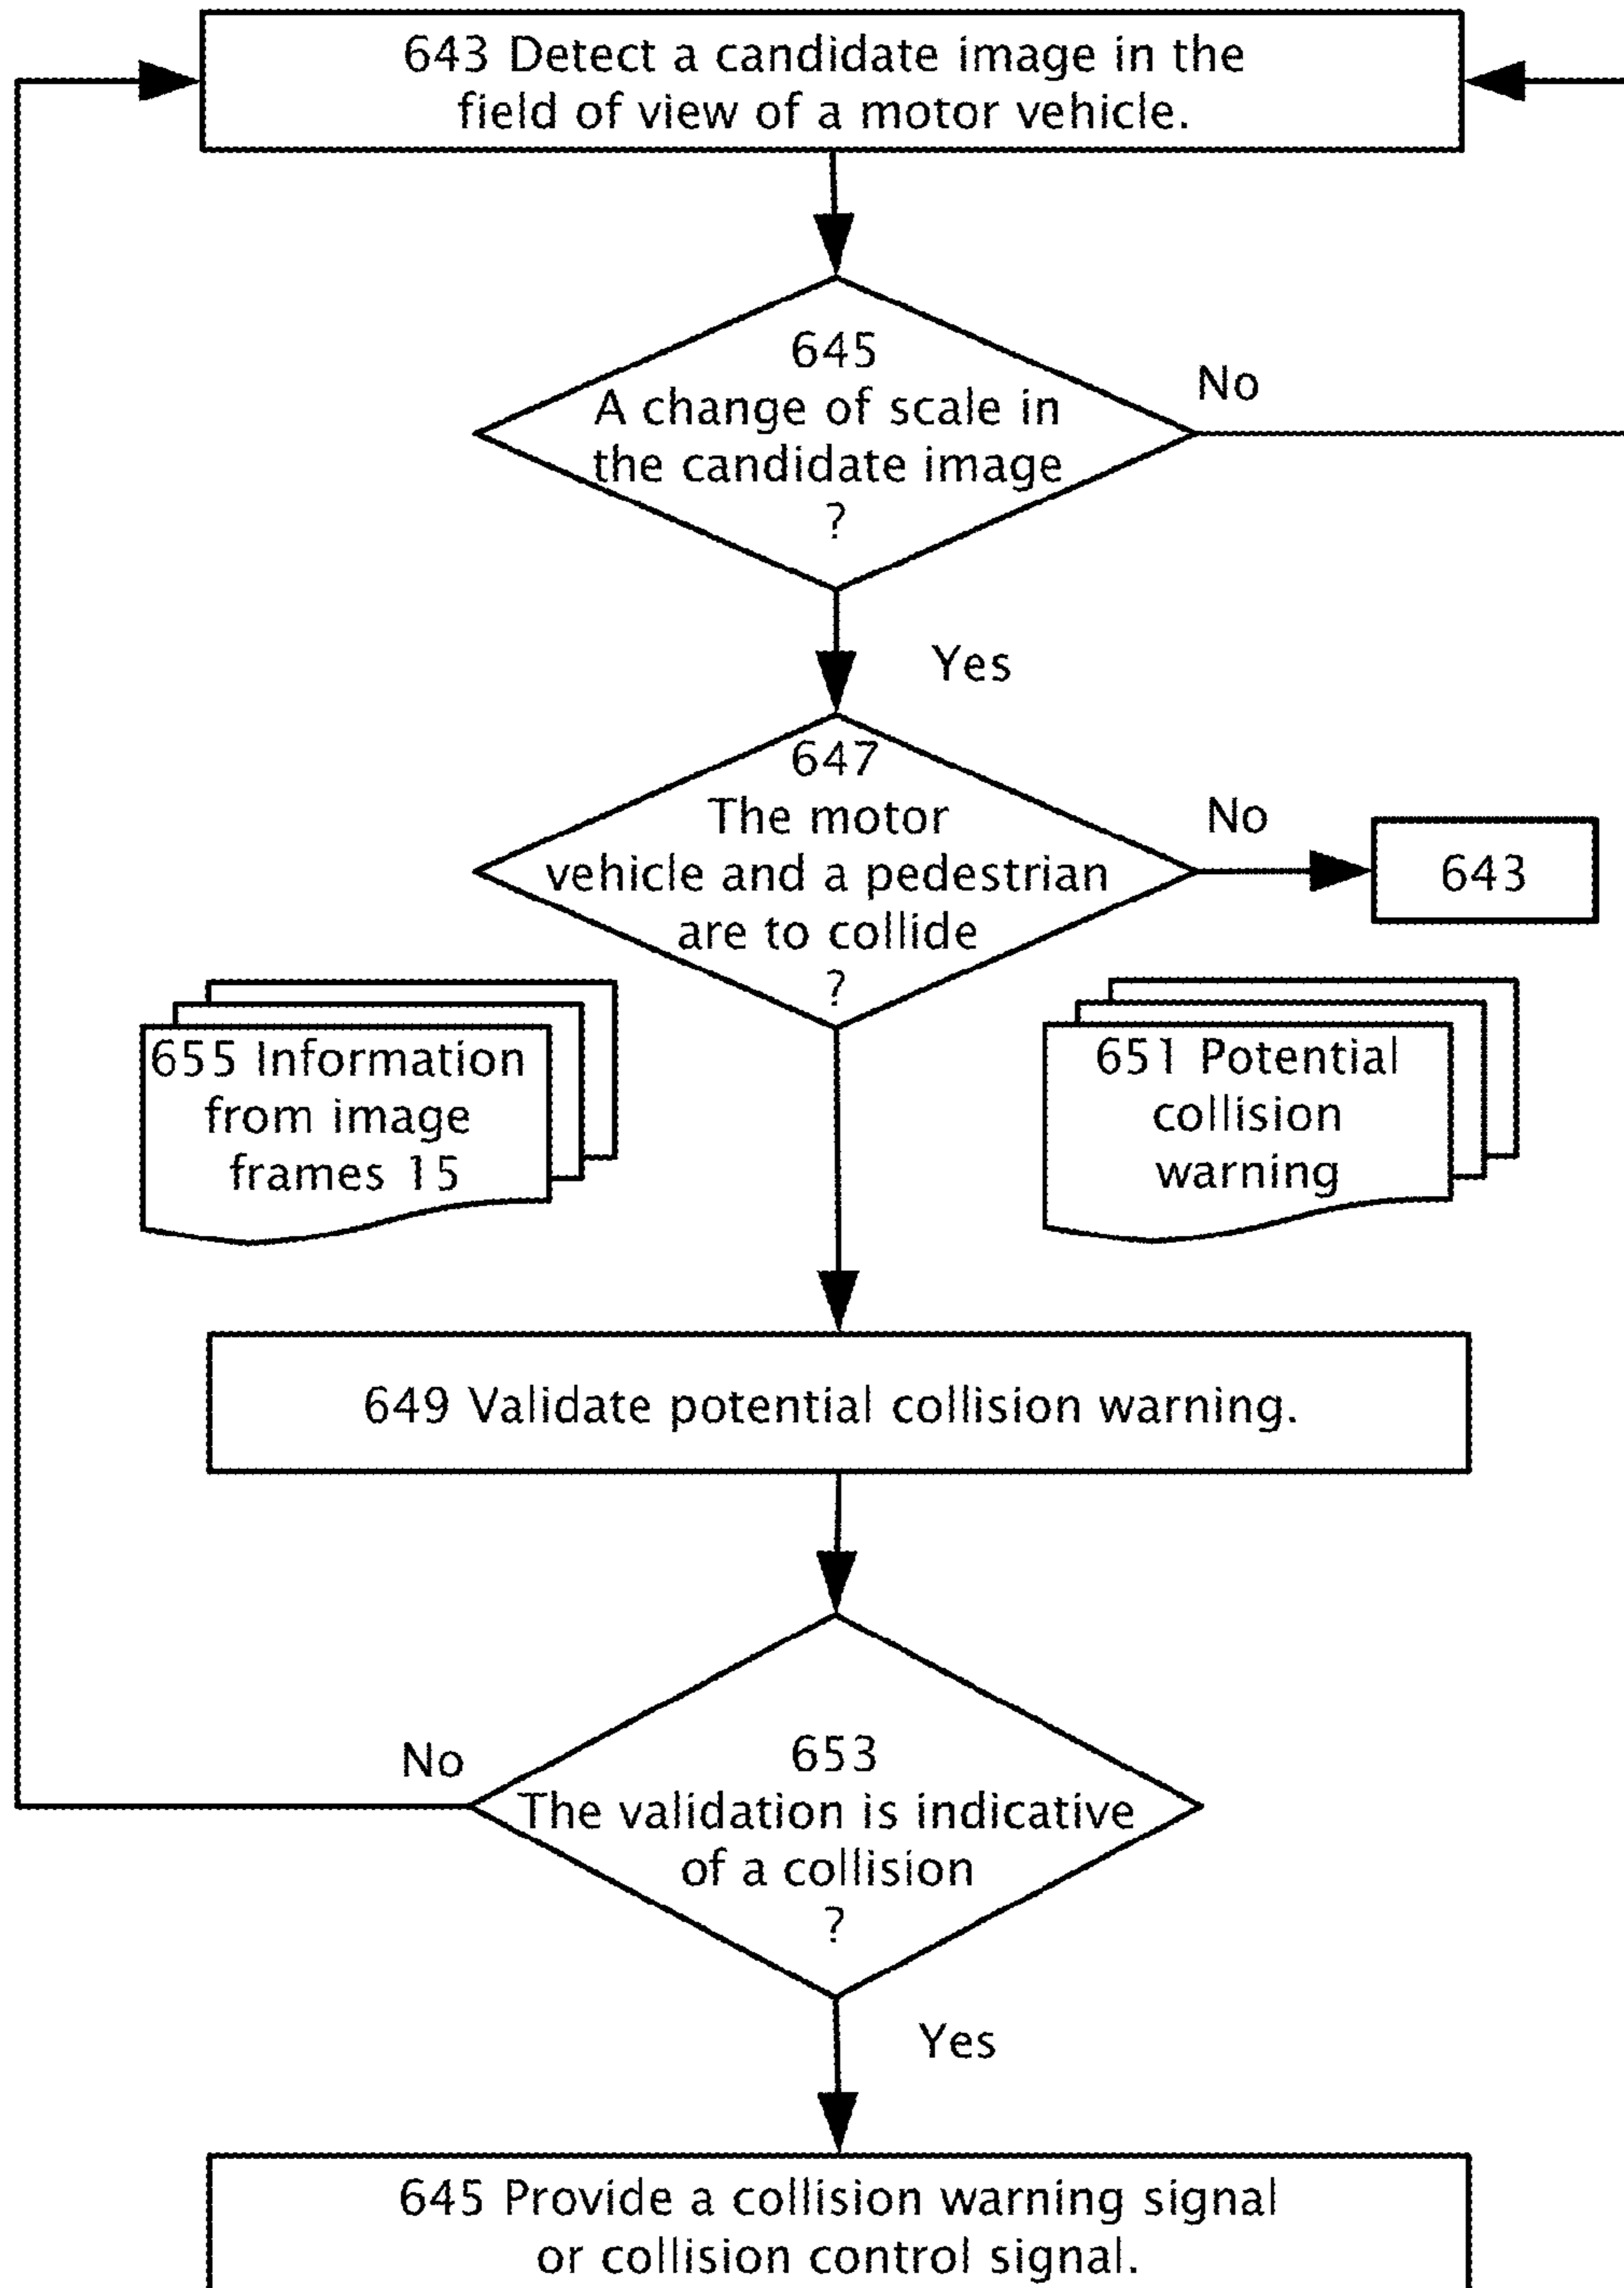 643 Detect a candidate image in the
field of view of a motor vehicle.
645
A change of scale in
the candidate image
?
No
Yes
647
The motor
vehicle and a pedestrian
are to collide
?
No
643
655 Information
from image
frames 15
651 Potential
collision
warning
649 Validate potential collision warning.
653
The validation is indicative
of a collision
?
No
Yes
645 Provide a collision warning signal
or collision control signal.